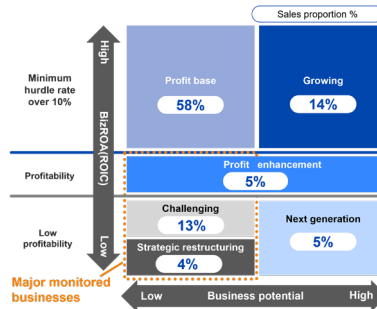 Sales proportion %
Minimum
hurdle rate
over 10%
High
BizROA(ROIC)
Low
Profit base
58%
Growing
14%
Profitability
Profit enhancement
5%
Low
profitability
Challenging
13%
Strategic restructuring
4%
Next generation
5%
Major monitored
businesses
Low Business potential High